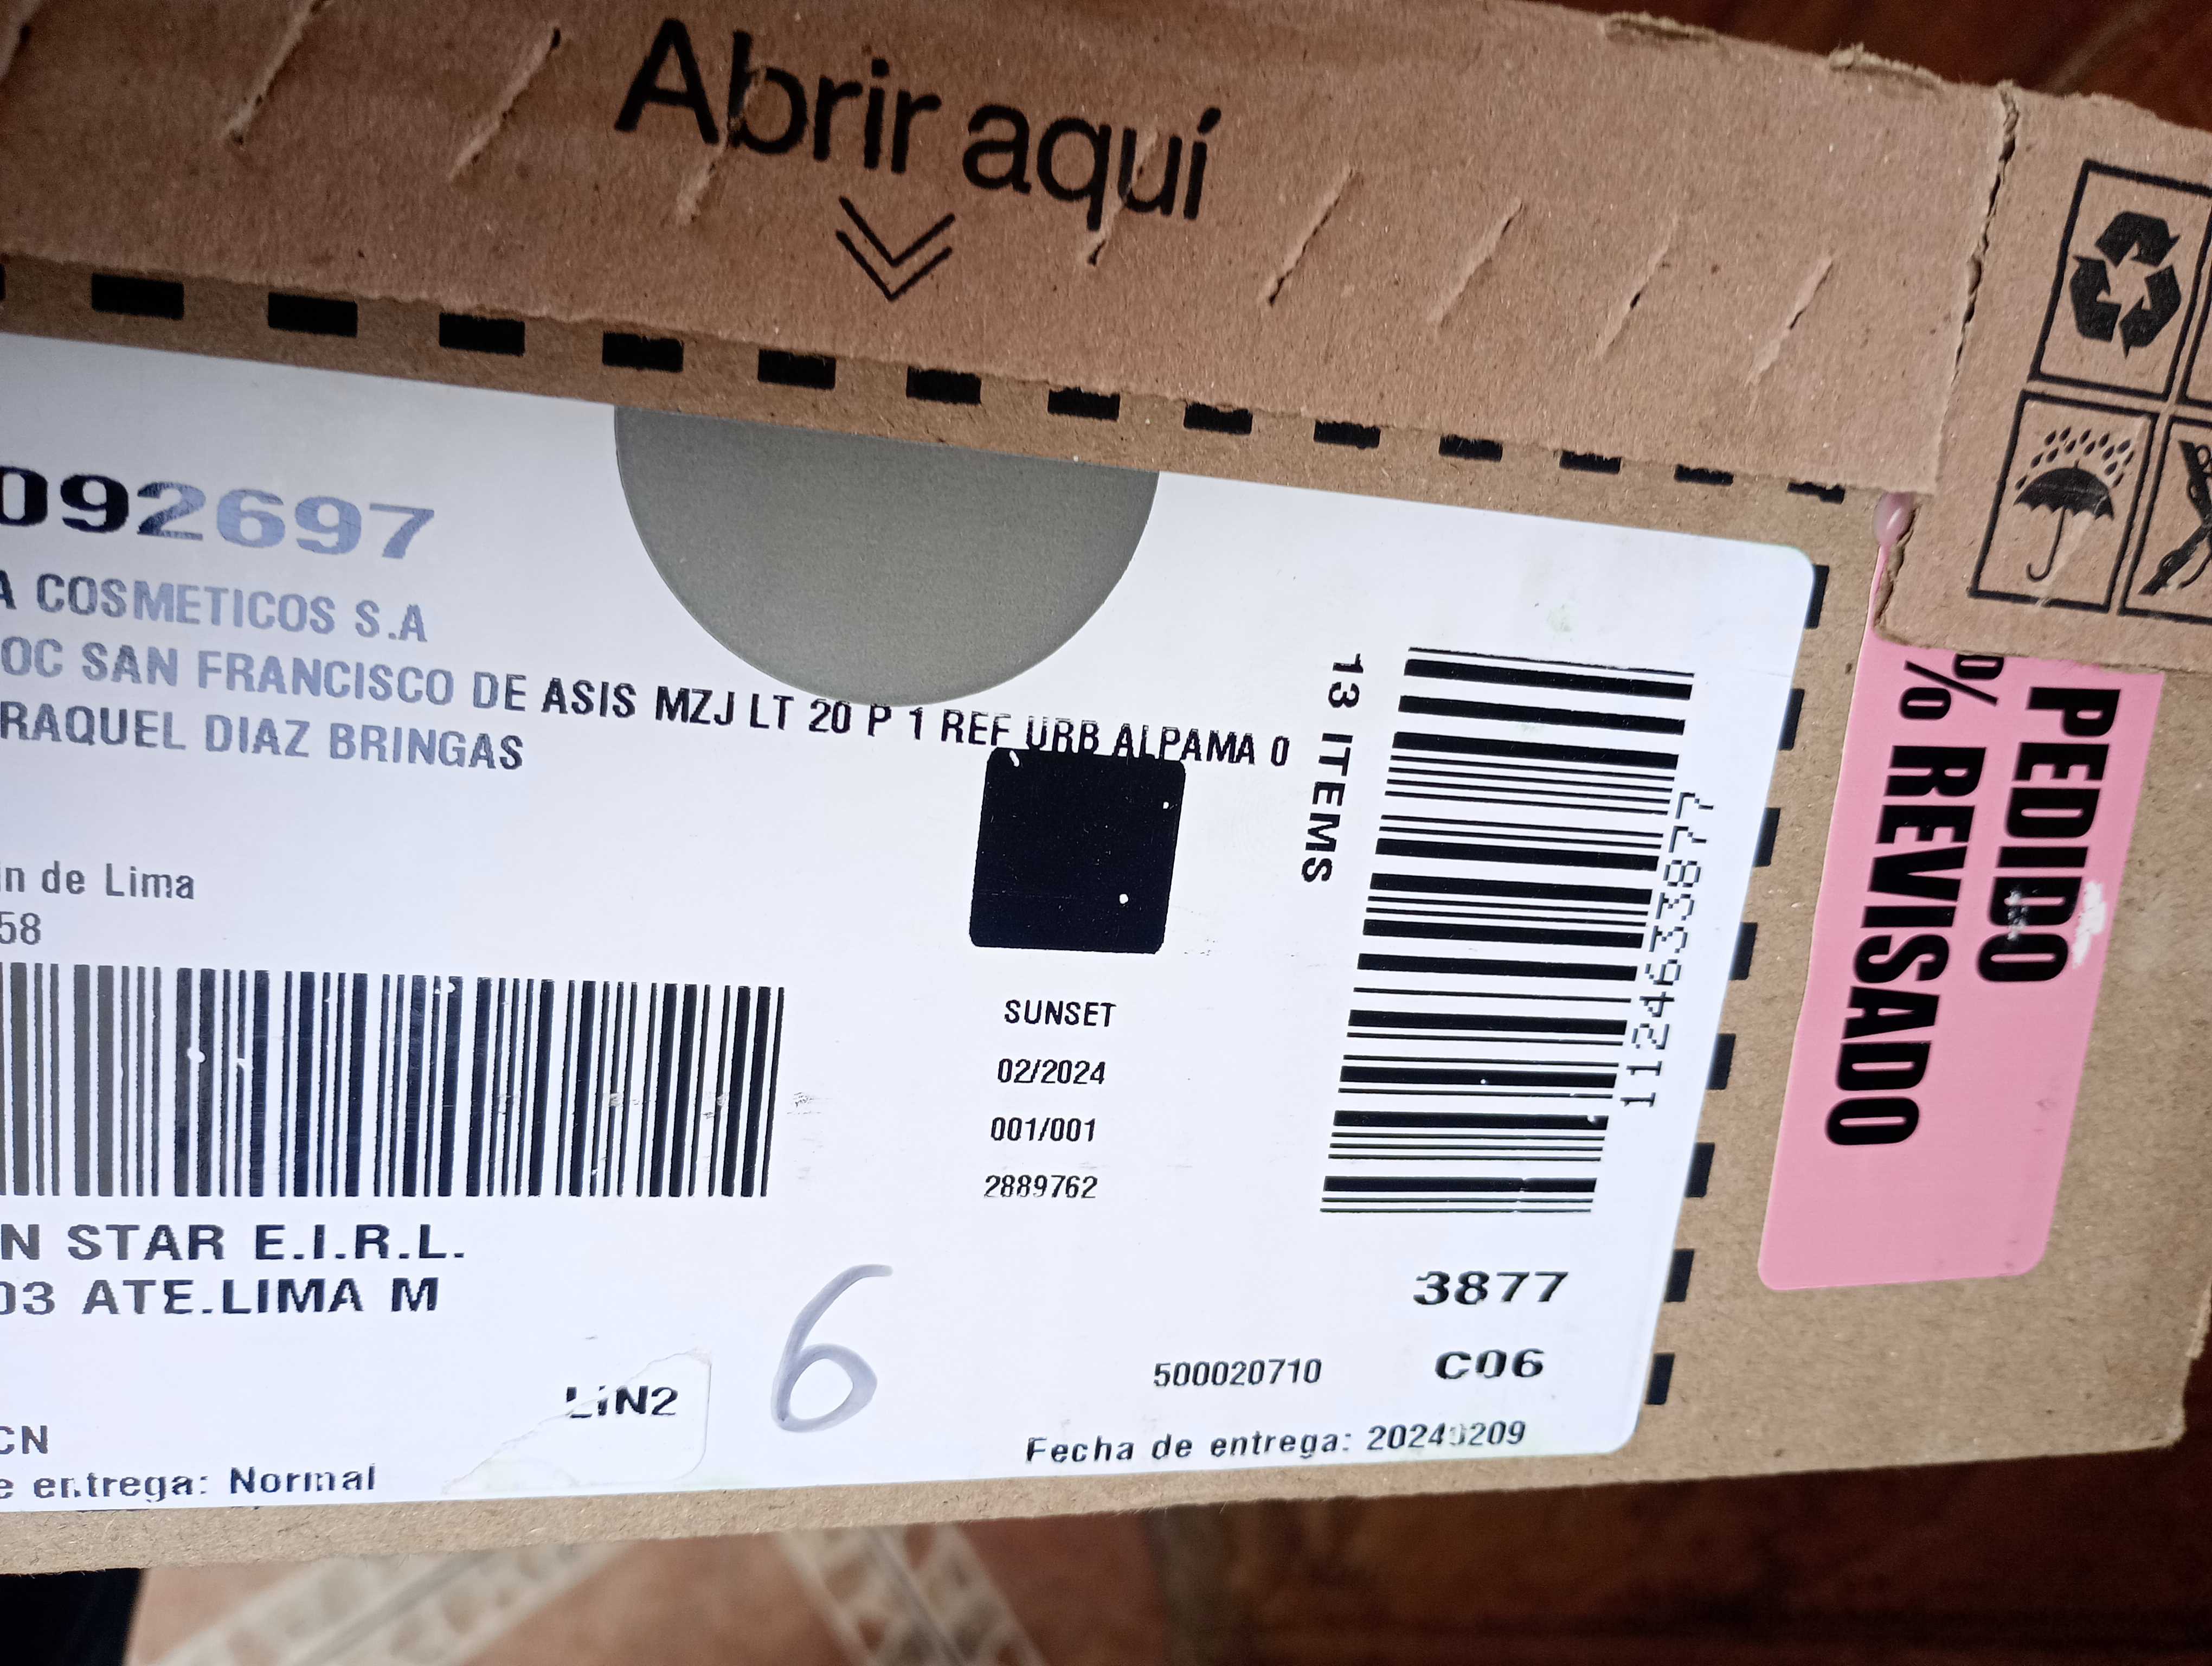 Abrir aquí
092697
A COSMETICOS S.A
OC SAN FRANCISCO DE ASIS MZJ LT 20 P 1 REF URB ALPAMA 0
RAQUEL DIAZ BRINGAS
n de Lima
58
13 ITEMS
1124633877
PEDIDO
% REVISADO
SUNSET
02/2024
001/001
2889762
N STAR E.I.R.L.
03 ATE.LIMA M
3877
LIN2
6
500020710
C06
CN
e entrega: Normal
Fecha de entrega: 20240209